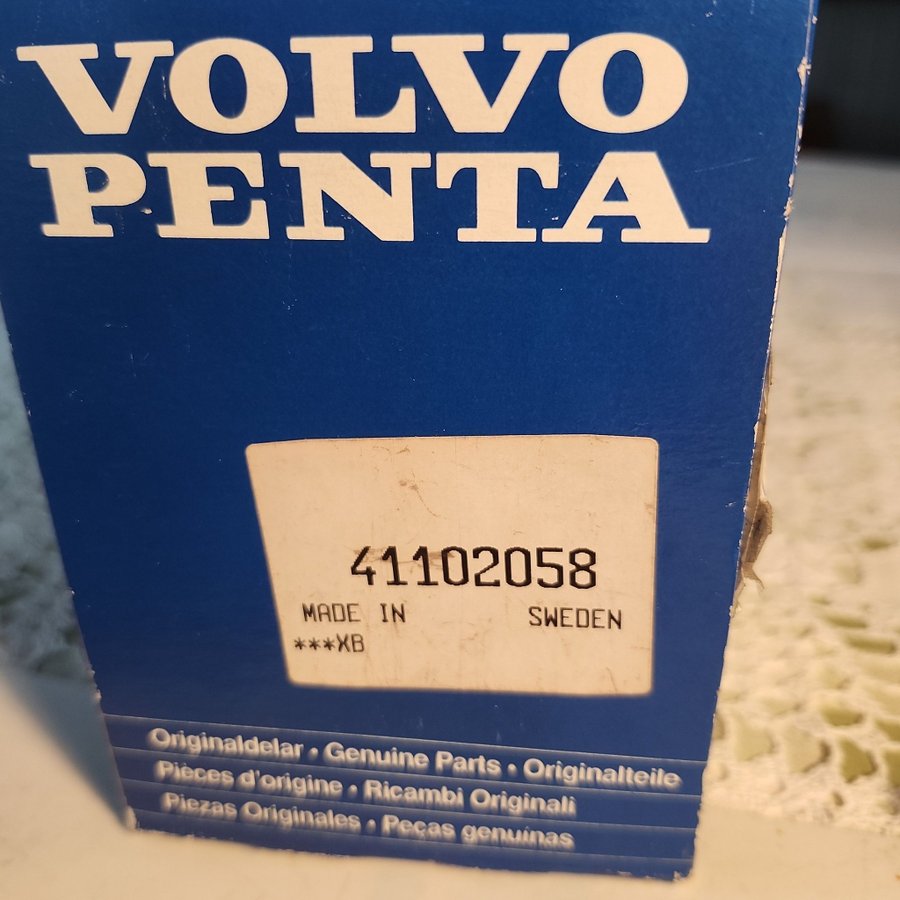 VOLVO
PENTA
41102058
MADE IN SWEDEN
***XB
Originaldelar • Genuine Parts • Originalteile
Pièces d'origine • Ricambi Originali
Piezas Originales • Peças genuínas